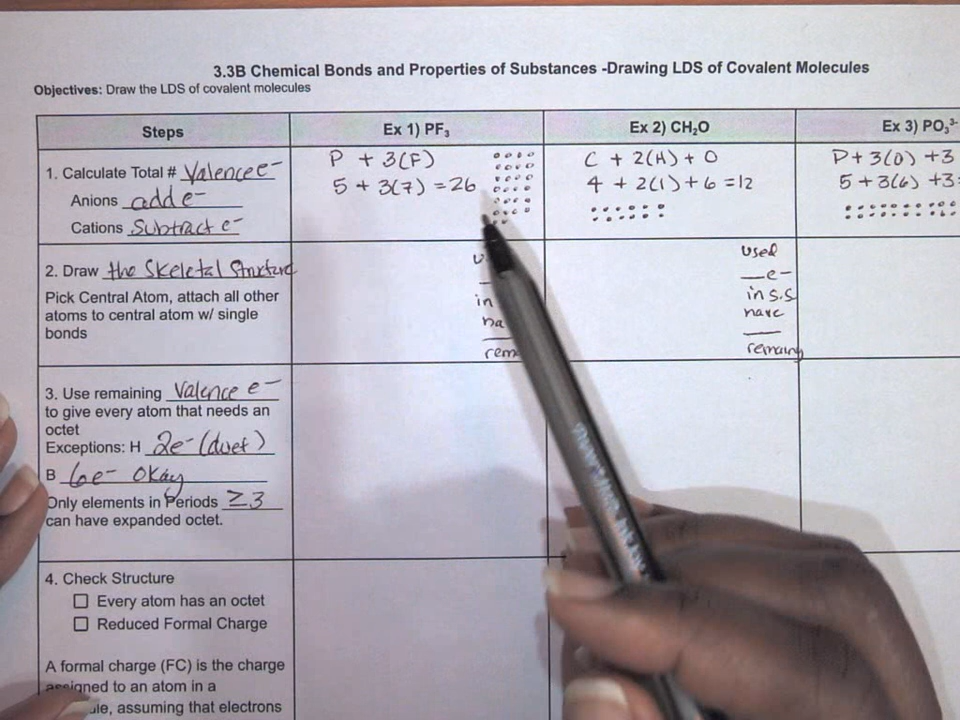 3.3B Chemical Bonds and Properties of Substances -Drawing LDS of Covalent Molecules
Objectives: Draw the LDS of covalent molecules
Steps
Ex 1) PF₃
Ex 2) CH₂O
Ex 3) PO₃³⁻
1. Calculate Total # Valence e-
Anions add e-
Cations Subtract e-
P + 3(F)
5 + 3(7) = 26
C + 2(H) + O
4 + 2(1) + 6 = 12
P + 3(O) + 3
5 + 3(6) + 3
2. Draw the Skeletal Structure
Pick Central Atom, attach all other
atoms to central atom w/ single
bonds
in
used
__e-
in s.s
have
___
remaing
3. Use remaining Valence e-
to give every atom that needs an
octet
Exceptions: H 2e- (duet)
B 6e- Okay
Only elements in Periods ≥3
can have expanded octet.
4. Check Structure
☐ Every atom has an octet
☐ Reduced Formal Charge
A formal charge (FC) is the charge
assigned to an atom in a
assuming that electrons